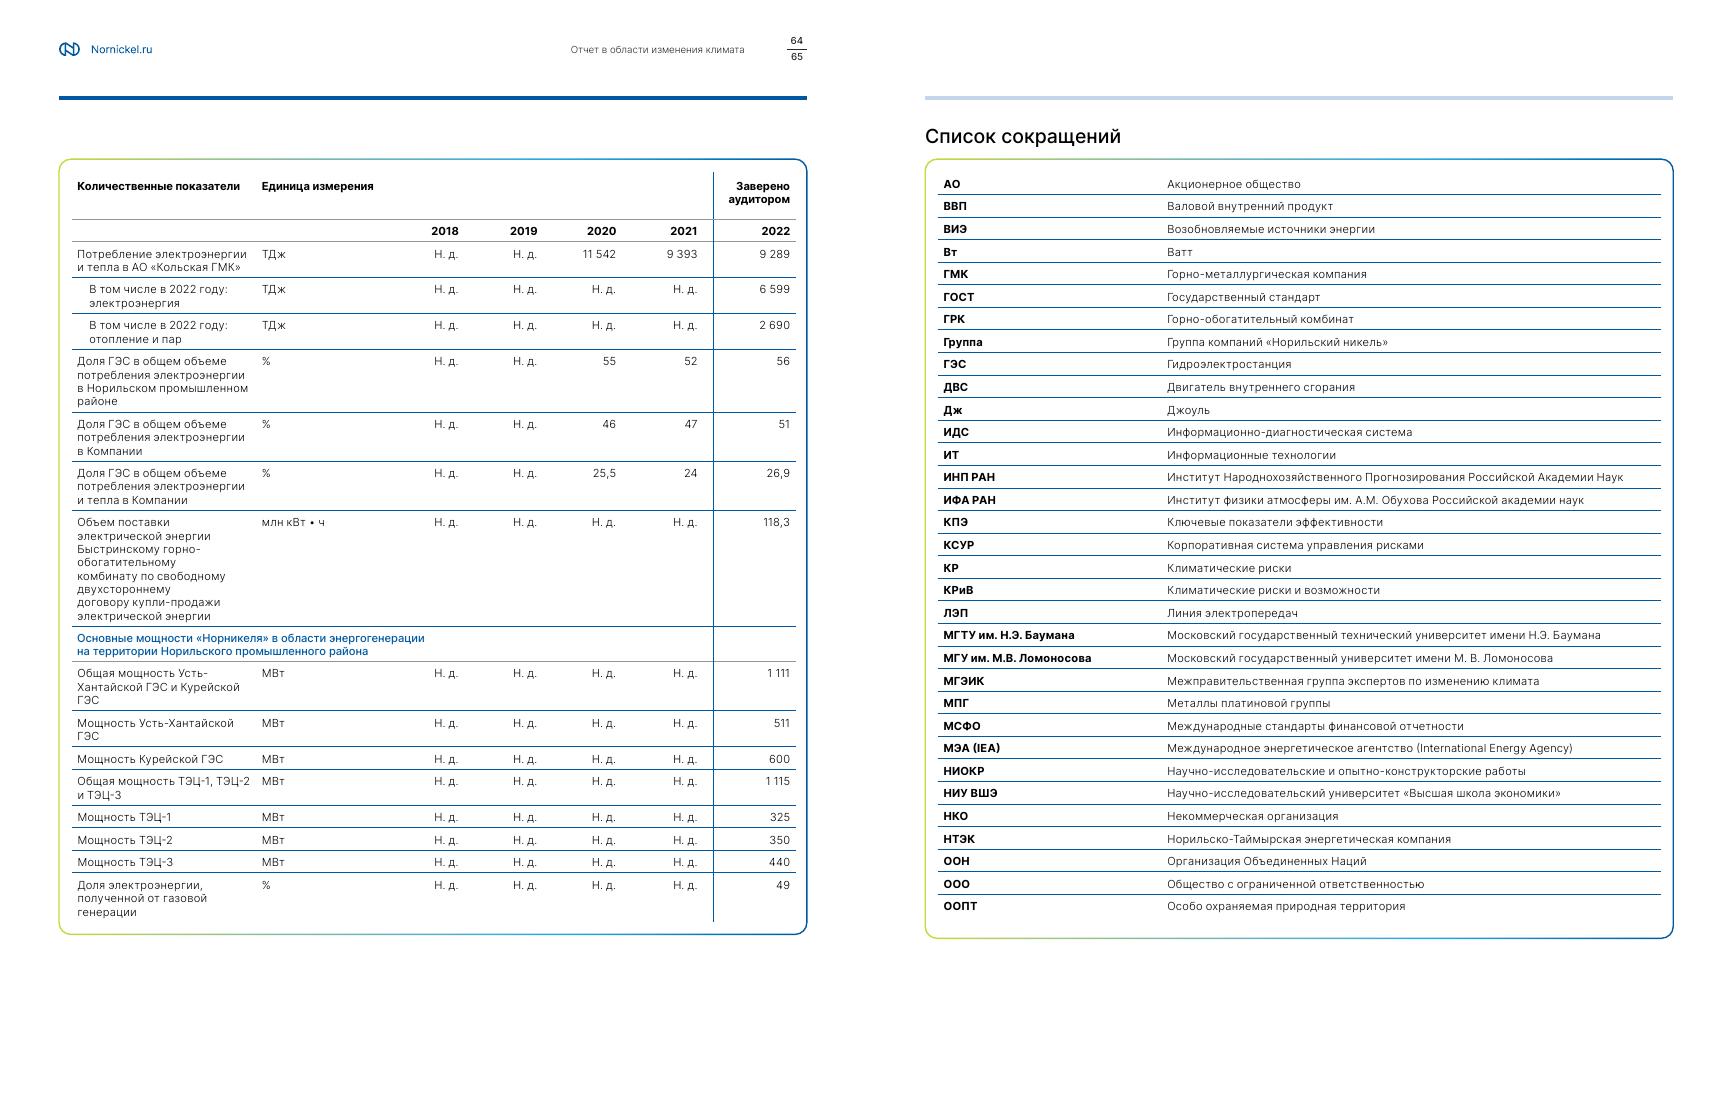 Nornickel.ru
Отчет в области изменения климата
64
65
Количественные показатели Единица измерения Заверено
аудитором
2018 2019 2020 2021 2022
Потребление электроэнергии ТДж Н. д. Н. д. 11 542 9 393 9 289
и тепла в АО «Кольская ГМК»
В том числе в 2022 году: ТДж Н. д. Н. д. Н. д. Н. д. 6 599
электроэнергия
В том числе в 2022 году: ТДж Н. д. Н. д. Н. д. Н. д. 2 690
отопление и пар
Доля ГЭС в общем объеме % Н. д. Н. д. 55 52 56
потребления электроэнергии
в Норильском промышленном
районе
Доля ГЭС в общем объеме % Н. д. Н. д. 46 47 51
потребления электроэнергии
в Компании
Доля ГЭС в общем объеме % Н. д. Н. д. 25,5 24 26,9
потребления электроэнергии
и тепла в Компании
Объем поставки млн кВт • ч Н. д. Н. д. Н. д. Н. д. 118,3
электрической энергии
Быстринскому горно-
обогатительному
комбинату по свободному
двухстороннему
договору купли-продажи
электрической энергии
Основные мощности «Норникеля» в области энергогенерации
на территории Норильского промышленного района
Общая мощность Усть- МВт Н. д. Н. д. Н. д. Н. д. 1 111
Хантайской ГЭС и Курейской
ГЭС
Мощность Усть-Хантайской МВт Н. д. Н. д. Н. д. Н. д. 511
ГЭС
Мощность Курейской ГЭС МВт Н. д. Н. д. Н. д. Н. д. 600
Общая мощность ТЭЦ-1, ТЭЦ-2 МВт Н. д. Н. д. Н. д. Н. д. 1 115
и ТЭЦ-3
Мощность ТЭЦ-1 МВт Н. д. Н. д. Н. д. Н. д. 325
Мощность ТЭЦ-2 МВт Н. д. Н. д. Н. д. Н. д. 350
Мощность ТЭЦ-3 МВт Н. д. Н. д. Н. д. Н. д. 440
Доля электроэнергии, % Н. д. Н. д. Н. д. Н. д. 49
полученной от газовой
генерации
Список сокращений
АО Акционерное общество
ВВП Валовой внутренний продукт
ВИЭ Возобновляемые источники энергии
Вт Ватт
ГМК Горно-металлургическая компания
ГОСТ Государственный стандарт
ГРК Горно-обогатительный комбинат
Группа Группа компаний «Норильский никель»
ГЭС Гидроэлектростанция
ДВС Двигатель внутреннего сгорания
Дж Джоуль
ИДС Информационно-диагностическая система
ИТ Информационные технологии
ИНП РАН Институт Народнохозяйственного Прогнозирования Российской Академии Наук
ИФА РАН Институт физики атмосферы им. А.М. Обухова Российской академии наук
КПЭ Ключевые показатели эффективности
КСУР Корпоративная система управления рисками
КР Климатические риски
КРиВ Климатические риски и возможности
ЛЭП Линия электропередач
МГТУ им. Н.Э. Баумана Московский государственный технический университет имени Н.Э. Баумана
МГУ им. М.В. Ломоносова Московский государственный университет имени М. В. Ломоносова
МГЭИК Межправительственная группа экспертов по изменению климата
МПГ Металлы платиновой группы
МСФО Международные стандарты финансовой отчетности
МЭА (IEA) Международное энергетическое агентство (International Energy Agency)
НИОКР Научно-исследовательские и опытно-конструкторские работы
НИУ ВШЭ Научно-исследовательский университет «Высшая школа экономики»
НКО Некоммерческая организация
НТЭК Норильско-Таймырская энергетическая компания
ООН Организация Объединенных Наций
ООО Общество с ограниченной ответственностью
ООПТ Особо охраняемая природная территория